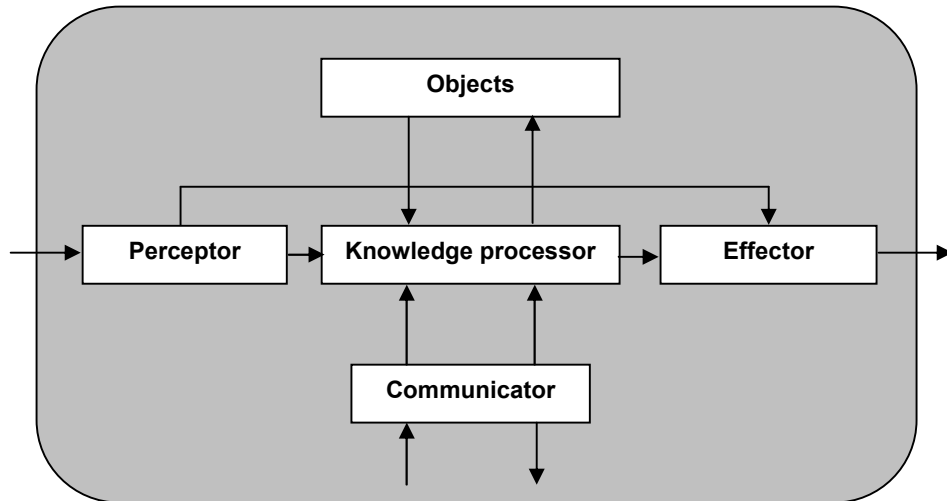 Objects
Perceptor
Knowledge processor
Effector
Communicator